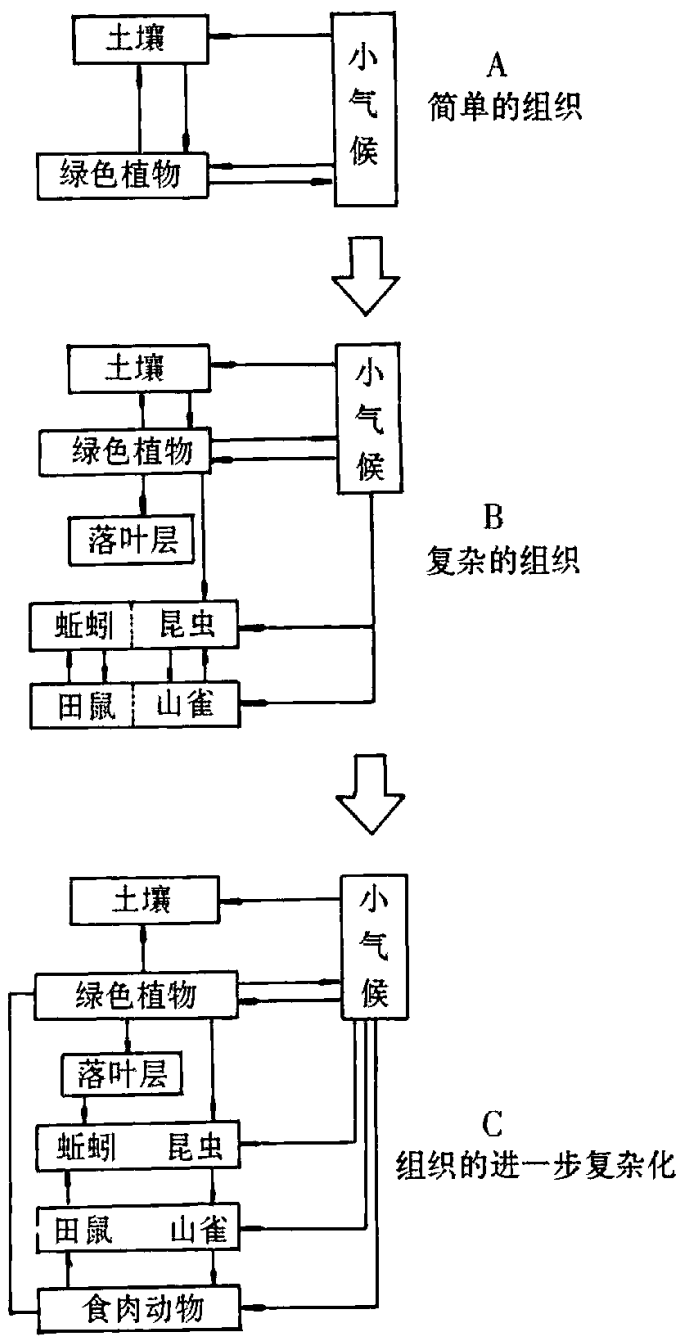 土壤
小气候
A
简单的组织
绿色植物
土壤
小气候
绿色植物
落叶层
B
复杂的组织
蚯蚓 昆虫
田鼠 山雀
土壤
小气候
绿色植物
落叶层
C
组织的进一步复杂化
蚯蚓 昆虫
田鼠 山雀
食肉动物